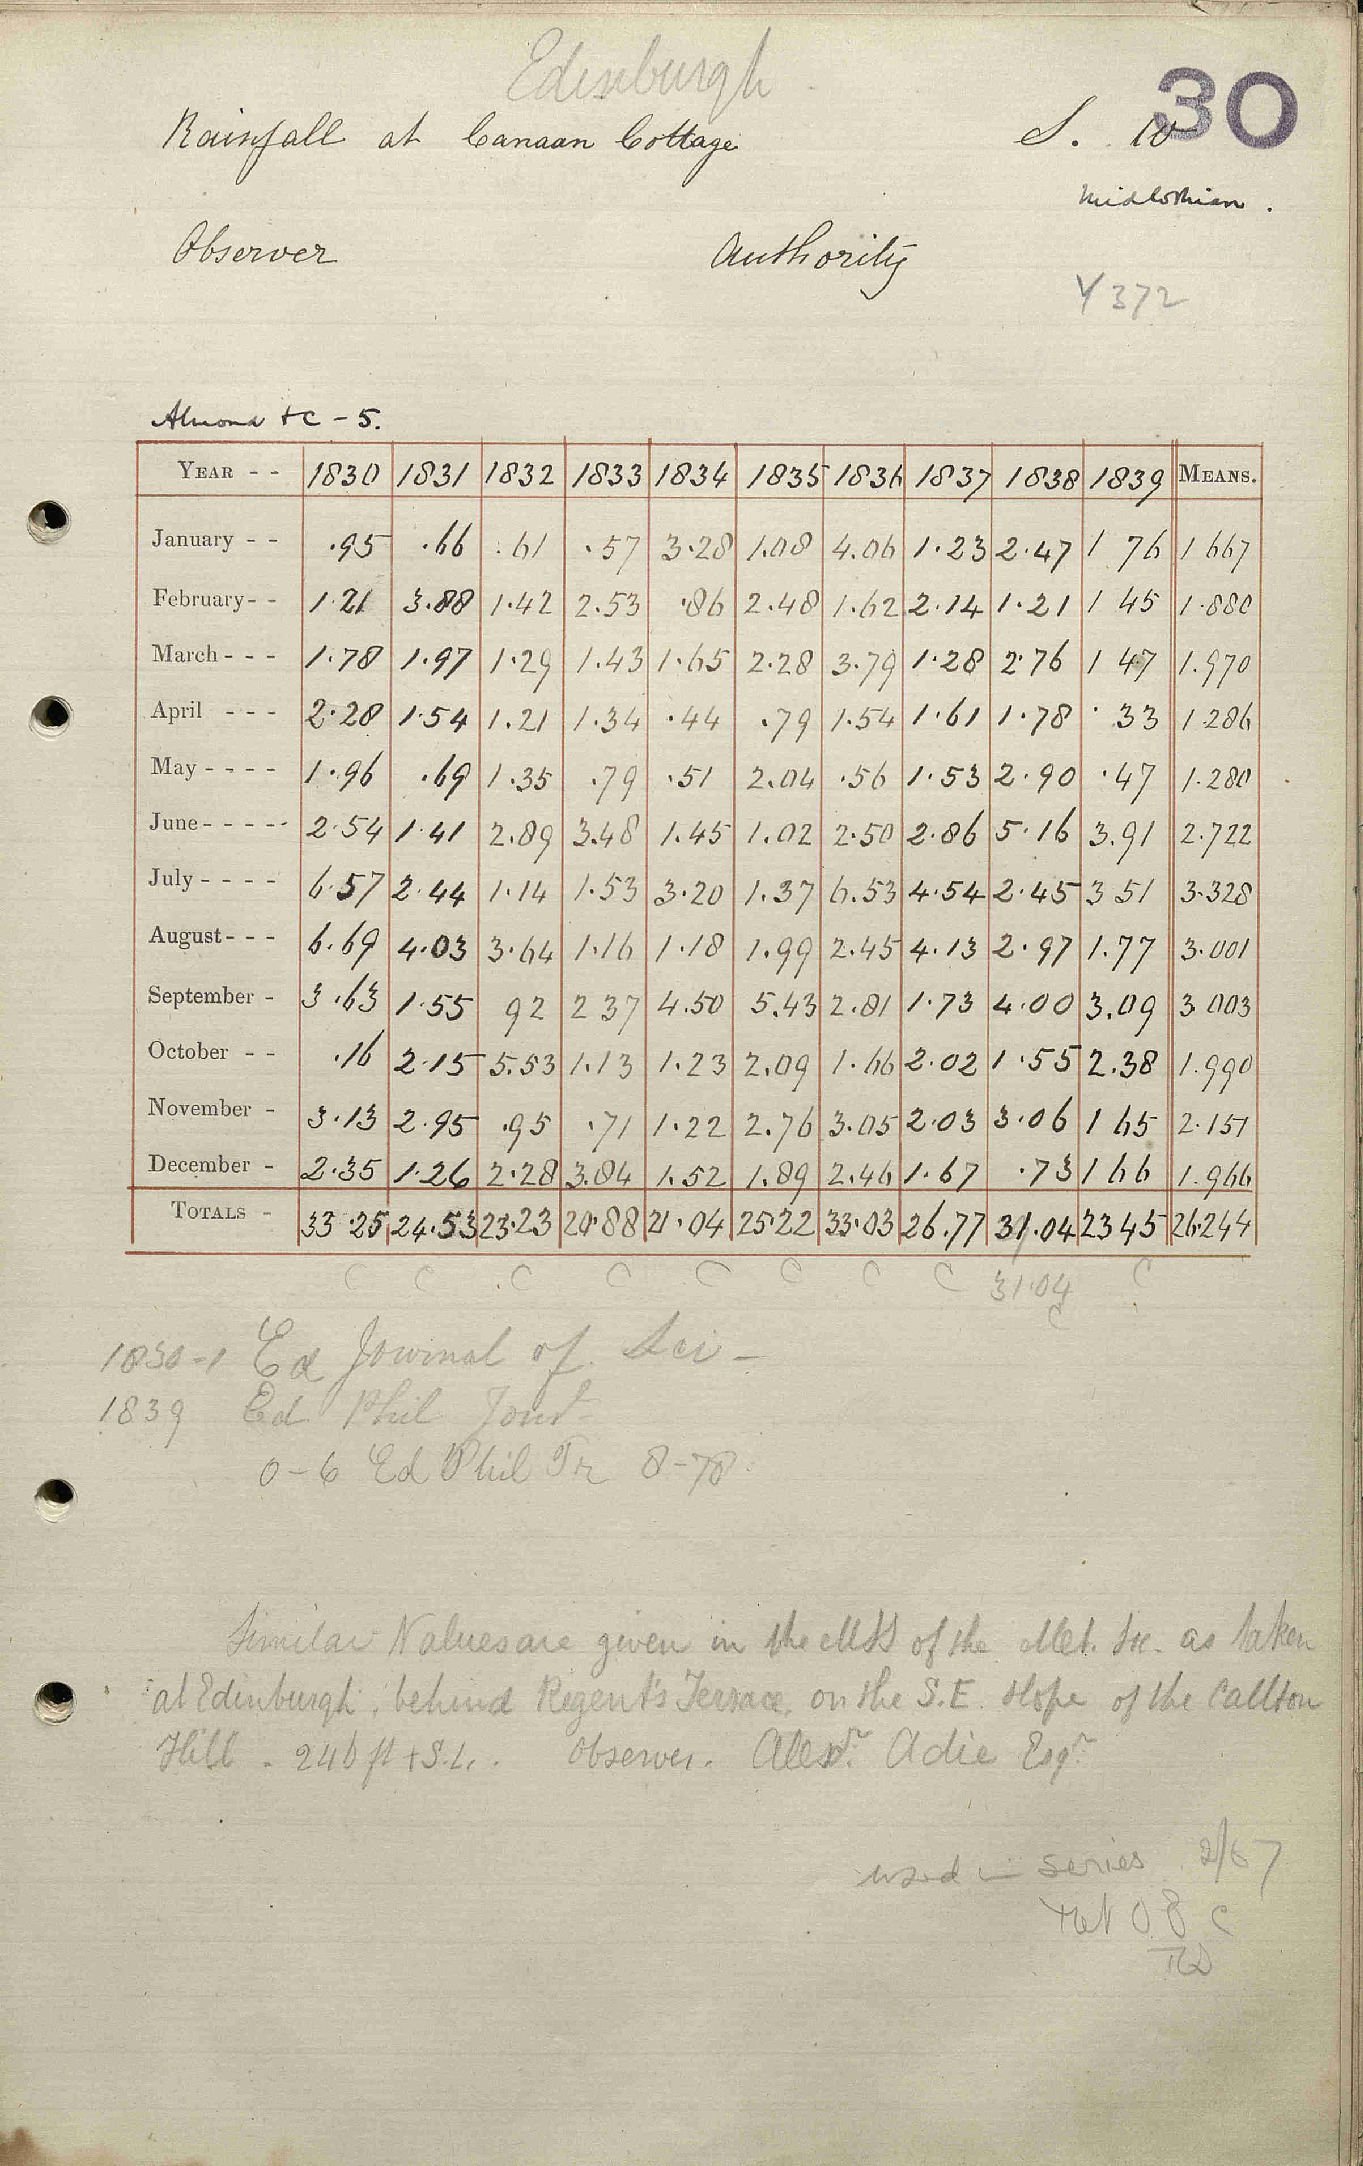 Edinburgh
30
Rainfall at Canaan Cottage S. 10
Midlothian.
Observer Authority
Y 372
Almond &c - 5.
YEAR - - 1830 1831 1832 1833 1834 1835 1836 1837 1838 1839 MEANS.
January - - .95 .66 .61 .57 3.28 1.08 4.06 1.23 2.47 1 76 1 667
February - - 1.21 3.88 1.42 2.53 .86 2.48 1.62 2.14 1.21 1 45 1.880
March - - - 1.78 1.97 1.29 1.43 1.65 2.28 3.79 1.28 2.76 1 47 1.970
April - - - 2.28 1.54 1.21 1.34 .44 .79 1.54 1.61 1.78 .33 1.286
May - - - - 1.96 .69 1.35 .79 .51 2.04 .56 1.53 2.90 .47 1.280
June - - - - - 2.54 1.41 2.89 3.48 1.45 1.02 2.50 2.86 5.16 3.91 2.722
July - - - - 6.57 2.44 1.14 1.53 3.20 1.37 6.53 4.54 2.45 3 51 3.328
August - - - 6.69 4.03 3.64 1.16 1.18 1.99 2.45 4.13 2.97 1.77 3.001
September - 3.63 1.55 92 2 37 4.50 5.43 2.81 1.73 4.00 3.09 3 003
October - - .16 2.15 5.53 1.13 1.23 2.09 1.66 2.02 1.55 2.38 1.990
November - 3.13 2.95 .95 .71 1.22 2.76 3.05 2.03 3.06 1 65 2.151
December - 2.35 1.26 2.28 3.84 1.52 1.89 2.46 1.67 .73 1 66 1.966
TOTALS - 33.25 24.53 23.23 20.88 21.04 25.22 33.03 26.77 31.04 23 45 26.244
C C C C C C C C 31.04 C
C
1830-1 Ed Journal of Sci -
1839 Ed Phil Jour
0-6 Ed Phil Tr 8-78
Similar Values are given in the MSS of the Met. Soc. as taken
at Edinburgh, behind Regent's Terrace, on the S.E. slope of the Callton
Hill - 246 ft + S.L. Observer. Alexr. Adie Esqr
used in series 2/67
Met O 8 c